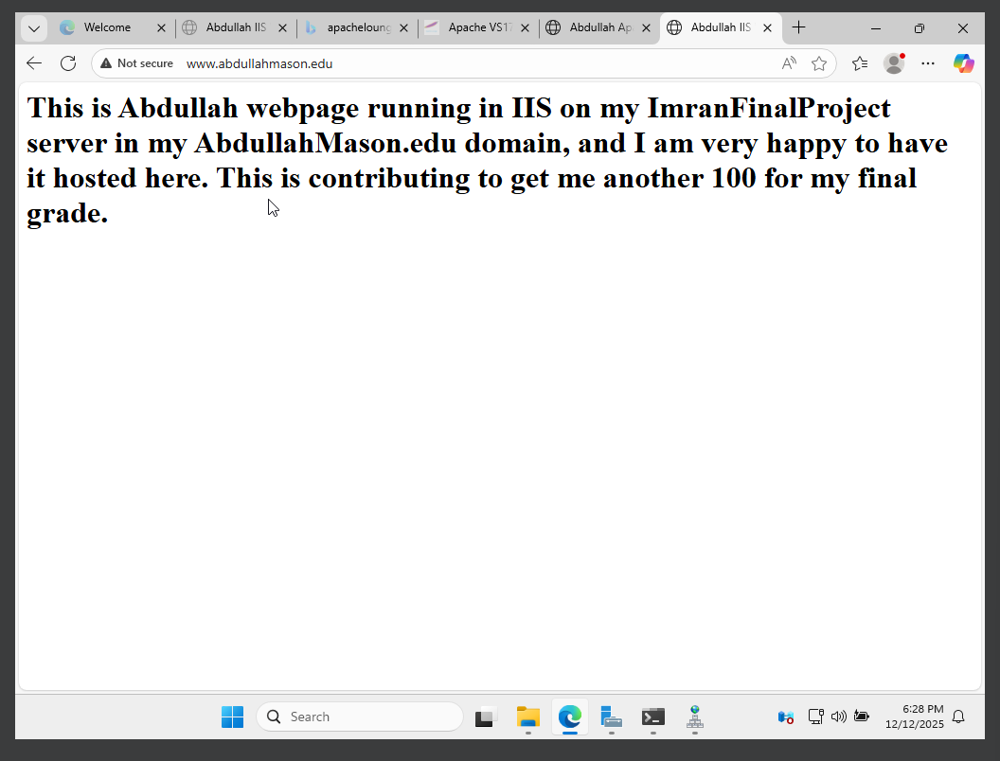 Welcome
Abdullah IIS
apacheloung
Apache VS17
Abdullah Ap
Abdullah IIS
Not secure
www.abdullahmason.edu
This is Abdullah webpage running in IIS on my ImranFinalProject
server in my AbdullahMason.edu domain, and I am very happy to have
it hosted here. This is contributing to get me another 100 for my final
grade.
Search
6:28 PM
12/12/2025